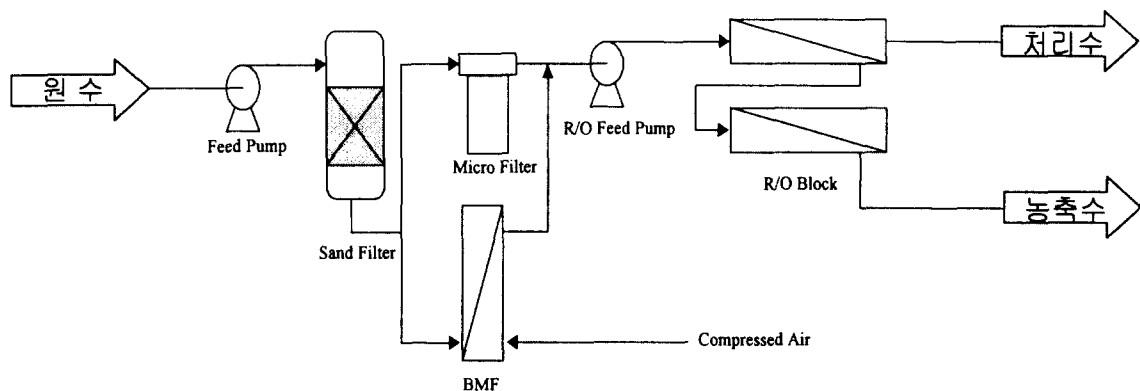 원수
Feed Pump
Sand Filter
Micro Filter
BMF
Compressed Air
R/O Feed Pump
R/O Block
처리수
농축수